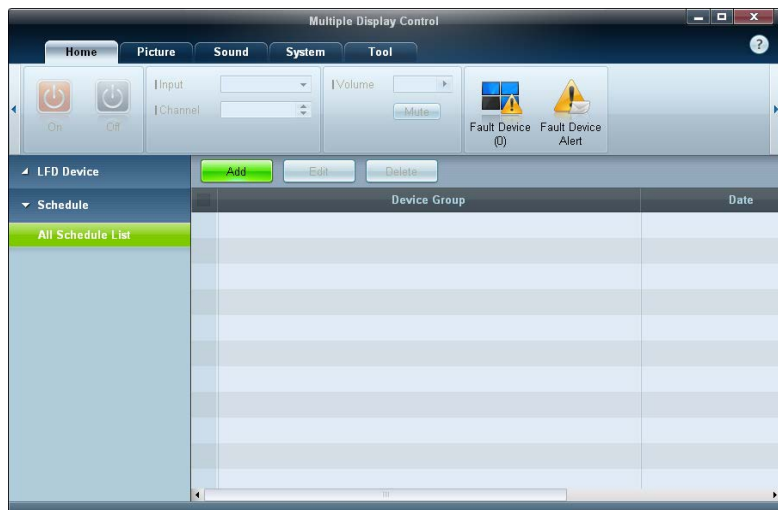 Multiple Display Control
Home Picture Sound System Tool
Input
Channel
On Off
Volume
Mute
Fault Device
(0)
Fault Device
Alert
LFD Device
Schedule
All Schedule List
Add Edit Delete
Device Group Date